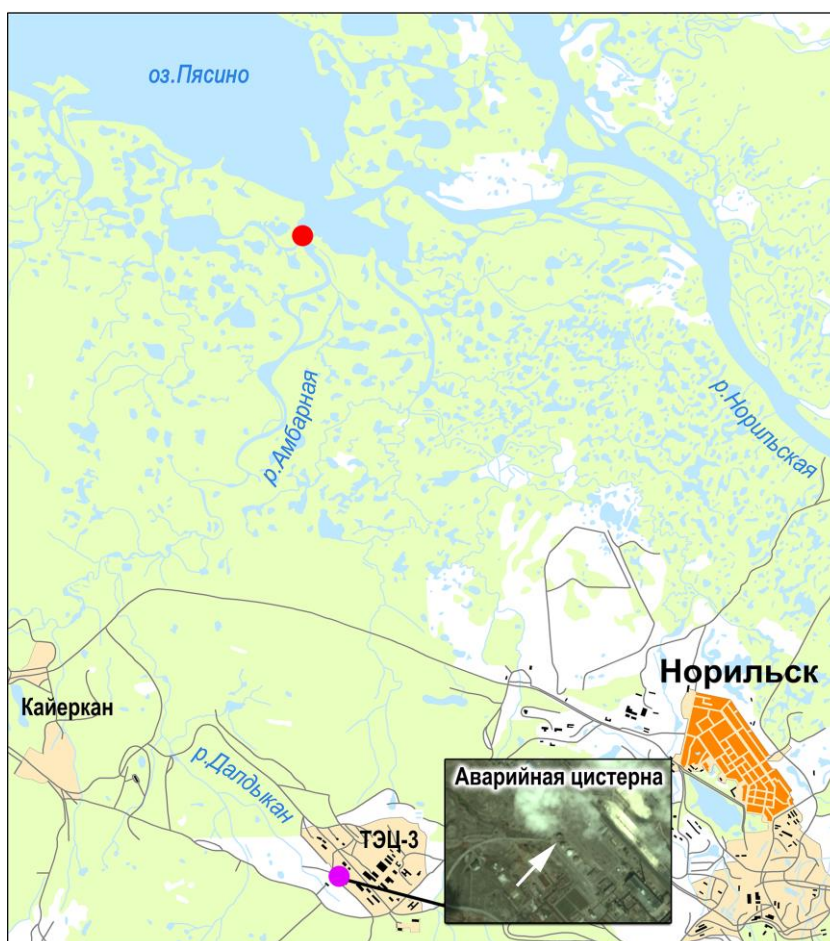 оз.Пясино
р.Амбарная
р.Норильская
Норильск
Кайеркан
р.Далдыкан
Аварийная цистерна
ТЭЦ-3